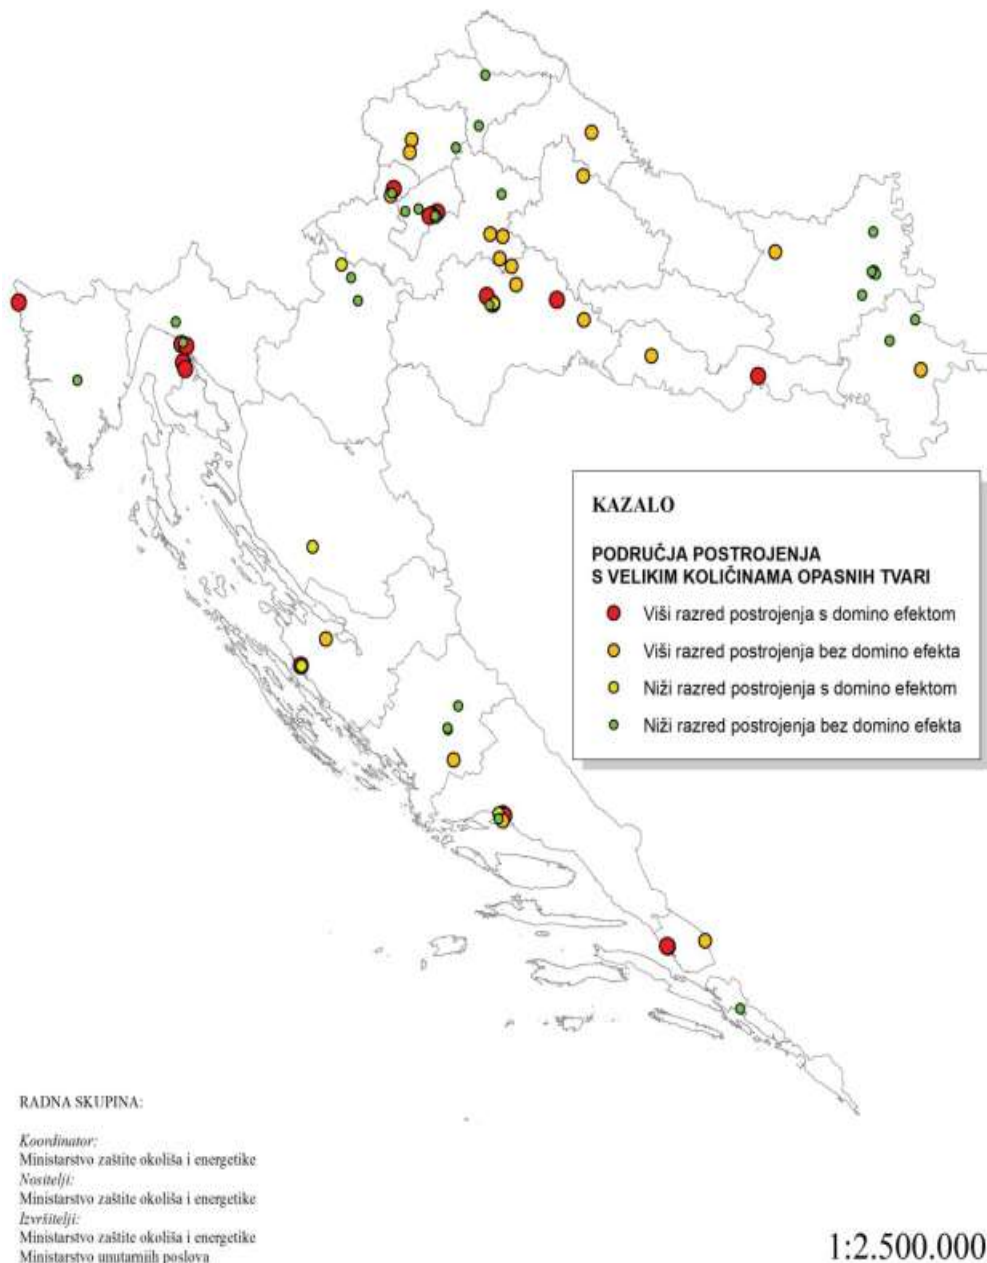 KAZALO
PODRUČJA POSTROJENJA
S VELIKIM KOLIČINAMA OPASNIH TVARI
Viši razred postrojenja s domino efektom
Viši razred postrojenja bez domino efekta
Niži razred postrojenja s domino efektom
Niži razred postrojenja bez domino efekta
RADNA SKUPINA:
Koordinator:
Ministarstvo zaštite okoliša i energetike
Nositelji:
Ministarstvo zaštite okoliša i energetike
Izvršitelji:
Ministarstvo zaštite okoliša i energetike
Ministarstvo unutarnjih poslova
1:2.500.000